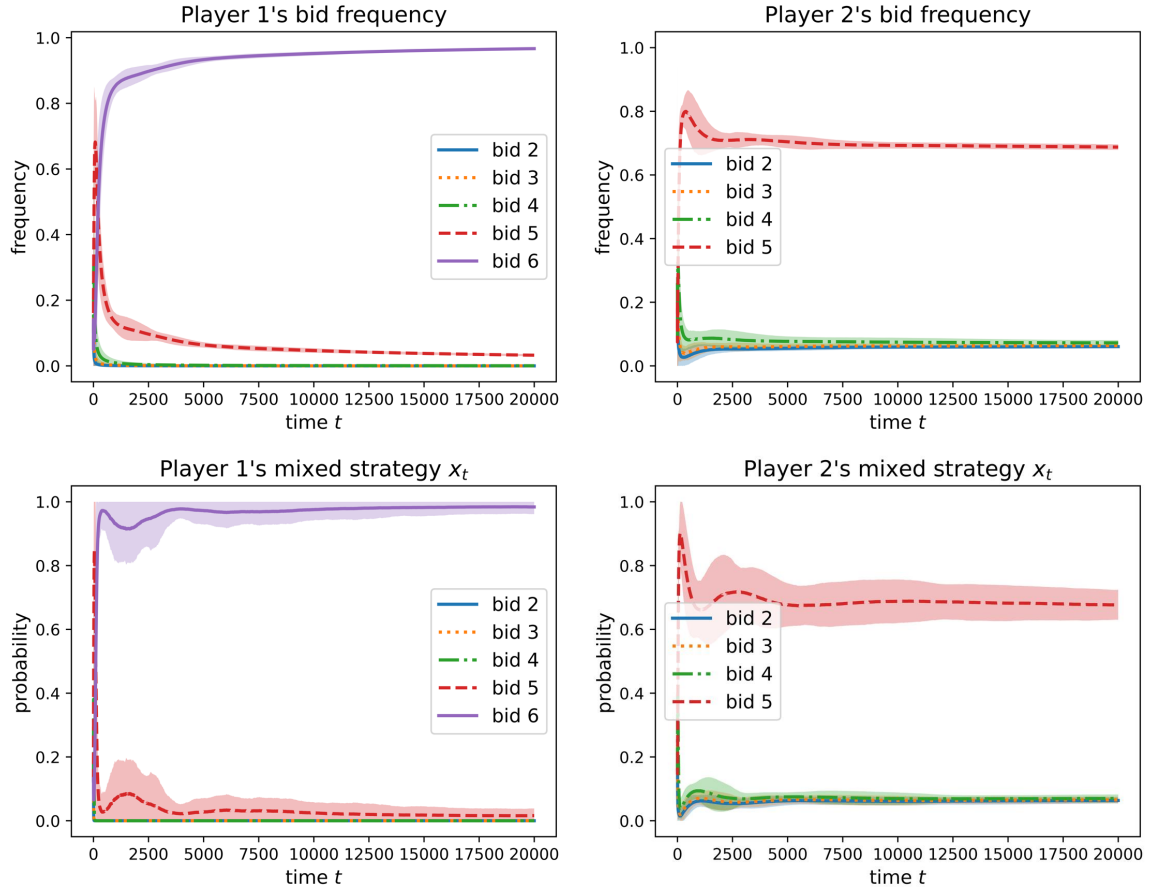 Player 1's bid frequency
1.0
0.8
0.6
0.4
0.2
0.0
frequency
bid 2
bid 3
bid 4
bid 5
bid 6
0 2500 5000 7500 10000 12500 15000 17500 20000
time t
Player 2's bid frequency
1.0
0.8
0.6
0.4
0.2
0.0
frequency
bid 2
bid 3
bid 4
bid 5
0 2500 5000 7500 10000 12500 15000 17500 20000
time t
Player 1's mixed strategy xₜ
1.0
0.8
0.6
0.4
0.2
0.0
probability
bid 2
bid 3
bid 4
bid 5
bid 6
0 2500 5000 7500 10000 12500 15000 17500 20000
time t
Player 2's mixed strategy xₜ
1.0
0.8
0.6
0.4
0.2
0.0
probability
bid 2
bid 3
bid 4
bid 5
0 2500 5000 7500 10000 12500 15000 17500 20000
time t